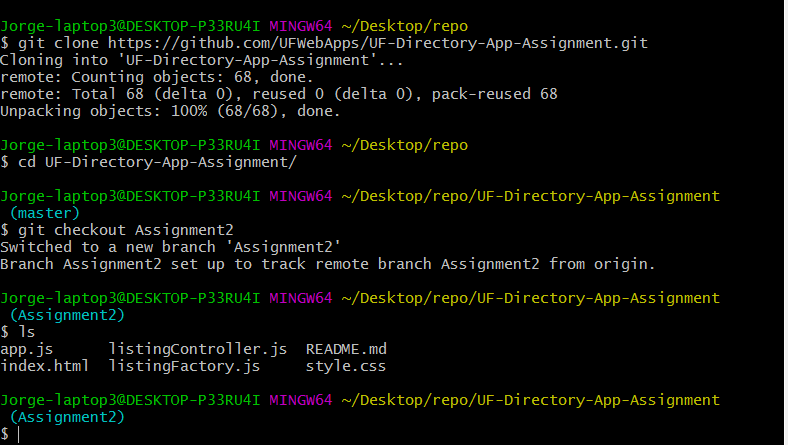 Jorge-laptop3@DESKTOP-P33RU4I MINGW64 ~/Desktop/repo
$ git clone https://github.com/UFWebApps/UF-Directory-App-Assignment.git
Cloning into 'UF-Directory-App-Assignment'...
remote: Counting objects: 68, done.
remote: Total 68 (delta 0), reused 0 (delta 0), pack-reused 68
Unpacking objects: 100% (68/68), done.
Jorge-laptop3@DESKTOP-P33RU4I MINGW64 ~/Desktop/repo
$ cd UF-Directory-App-Assignment/
Jorge-laptop3@DESKTOP-P33RU4I MINGW64 ~/Desktop/repo/UF-Directory-App-Assignment
(master)
$ git checkout Assignment2
Switched to a new branch 'Assignment2'
Branch Assignment2 set up to track remote branch Assignment2 from origin.
Jorge-laptop3@DESKTOP-P33RU4I MINGW64 ~/Desktop/repo/UF-Directory-App-Assignment
(Assignment2)
$ ls
app.js      listingController.js  README.md
index.html  listingFactory.js     style.css
Jorge-laptop3@DESKTOP-P33RU4I MINGW64 ~/Desktop/repo/UF-Directory-App-Assignment
(Assignment2)
$